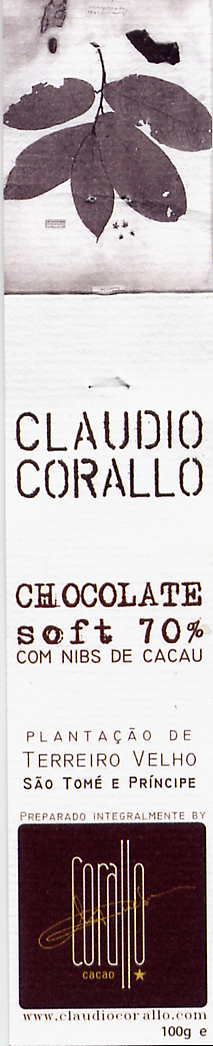 CLAUDIO
CORALLO
CHOCOLATE
soft 70%
COM NIBS DE CACAU
PLANTAÇÃO DE
TERREIRO VELHO
SÃO TOMÉ E PRÍNCIPE
PREPARADO INTEGRALMENTE BY
corallo
cacao
www.claudiocorallo.com
100g e